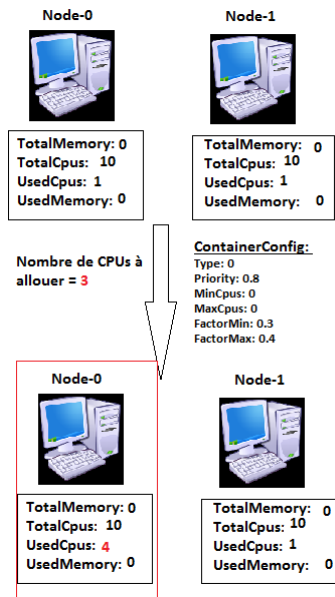 Node-0
Node-1
TotalMemory: 0
TotalCpus: 10
UsedCpus: 1
UsedMemory: 0
TotalMemory: 0
TotalCpus: 10
UsedCpus: 1
UsedMemory: 0
Nombre de CPUs à
allouer = 3
ContainerConfig:
Type: 0
Priority: 0.8
MinCpus: 0
MaxCpus: 0
FactorMin: 0.3
FactorMax: 0.4
Node-0
Node-1
TotalMemory: 0
TotalCpus: 10
UsedCpus: 4
UsedMemory: 0
TotalMemory: 0
TotalCpus: 10
UsedCpus: 1
UsedMemory: 0